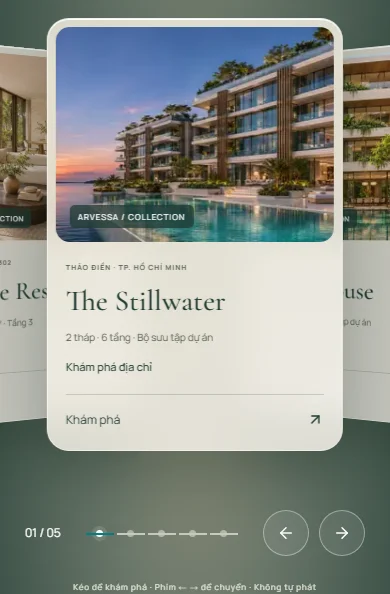 ARVESSA / COLLECTION
CTION
THẢO ĐIỀN · TP. HỒ CHÍ MINH
The Stillwater
e Res
use
2 tháp · 6 tầng · Bộ sưu tập dự án
· Tầng 3
p dự án
Khám phá địa chỉ
Khám phá
01 / 05
Kéo để khám phá · Phím ← → để chuyển · Không tự phát